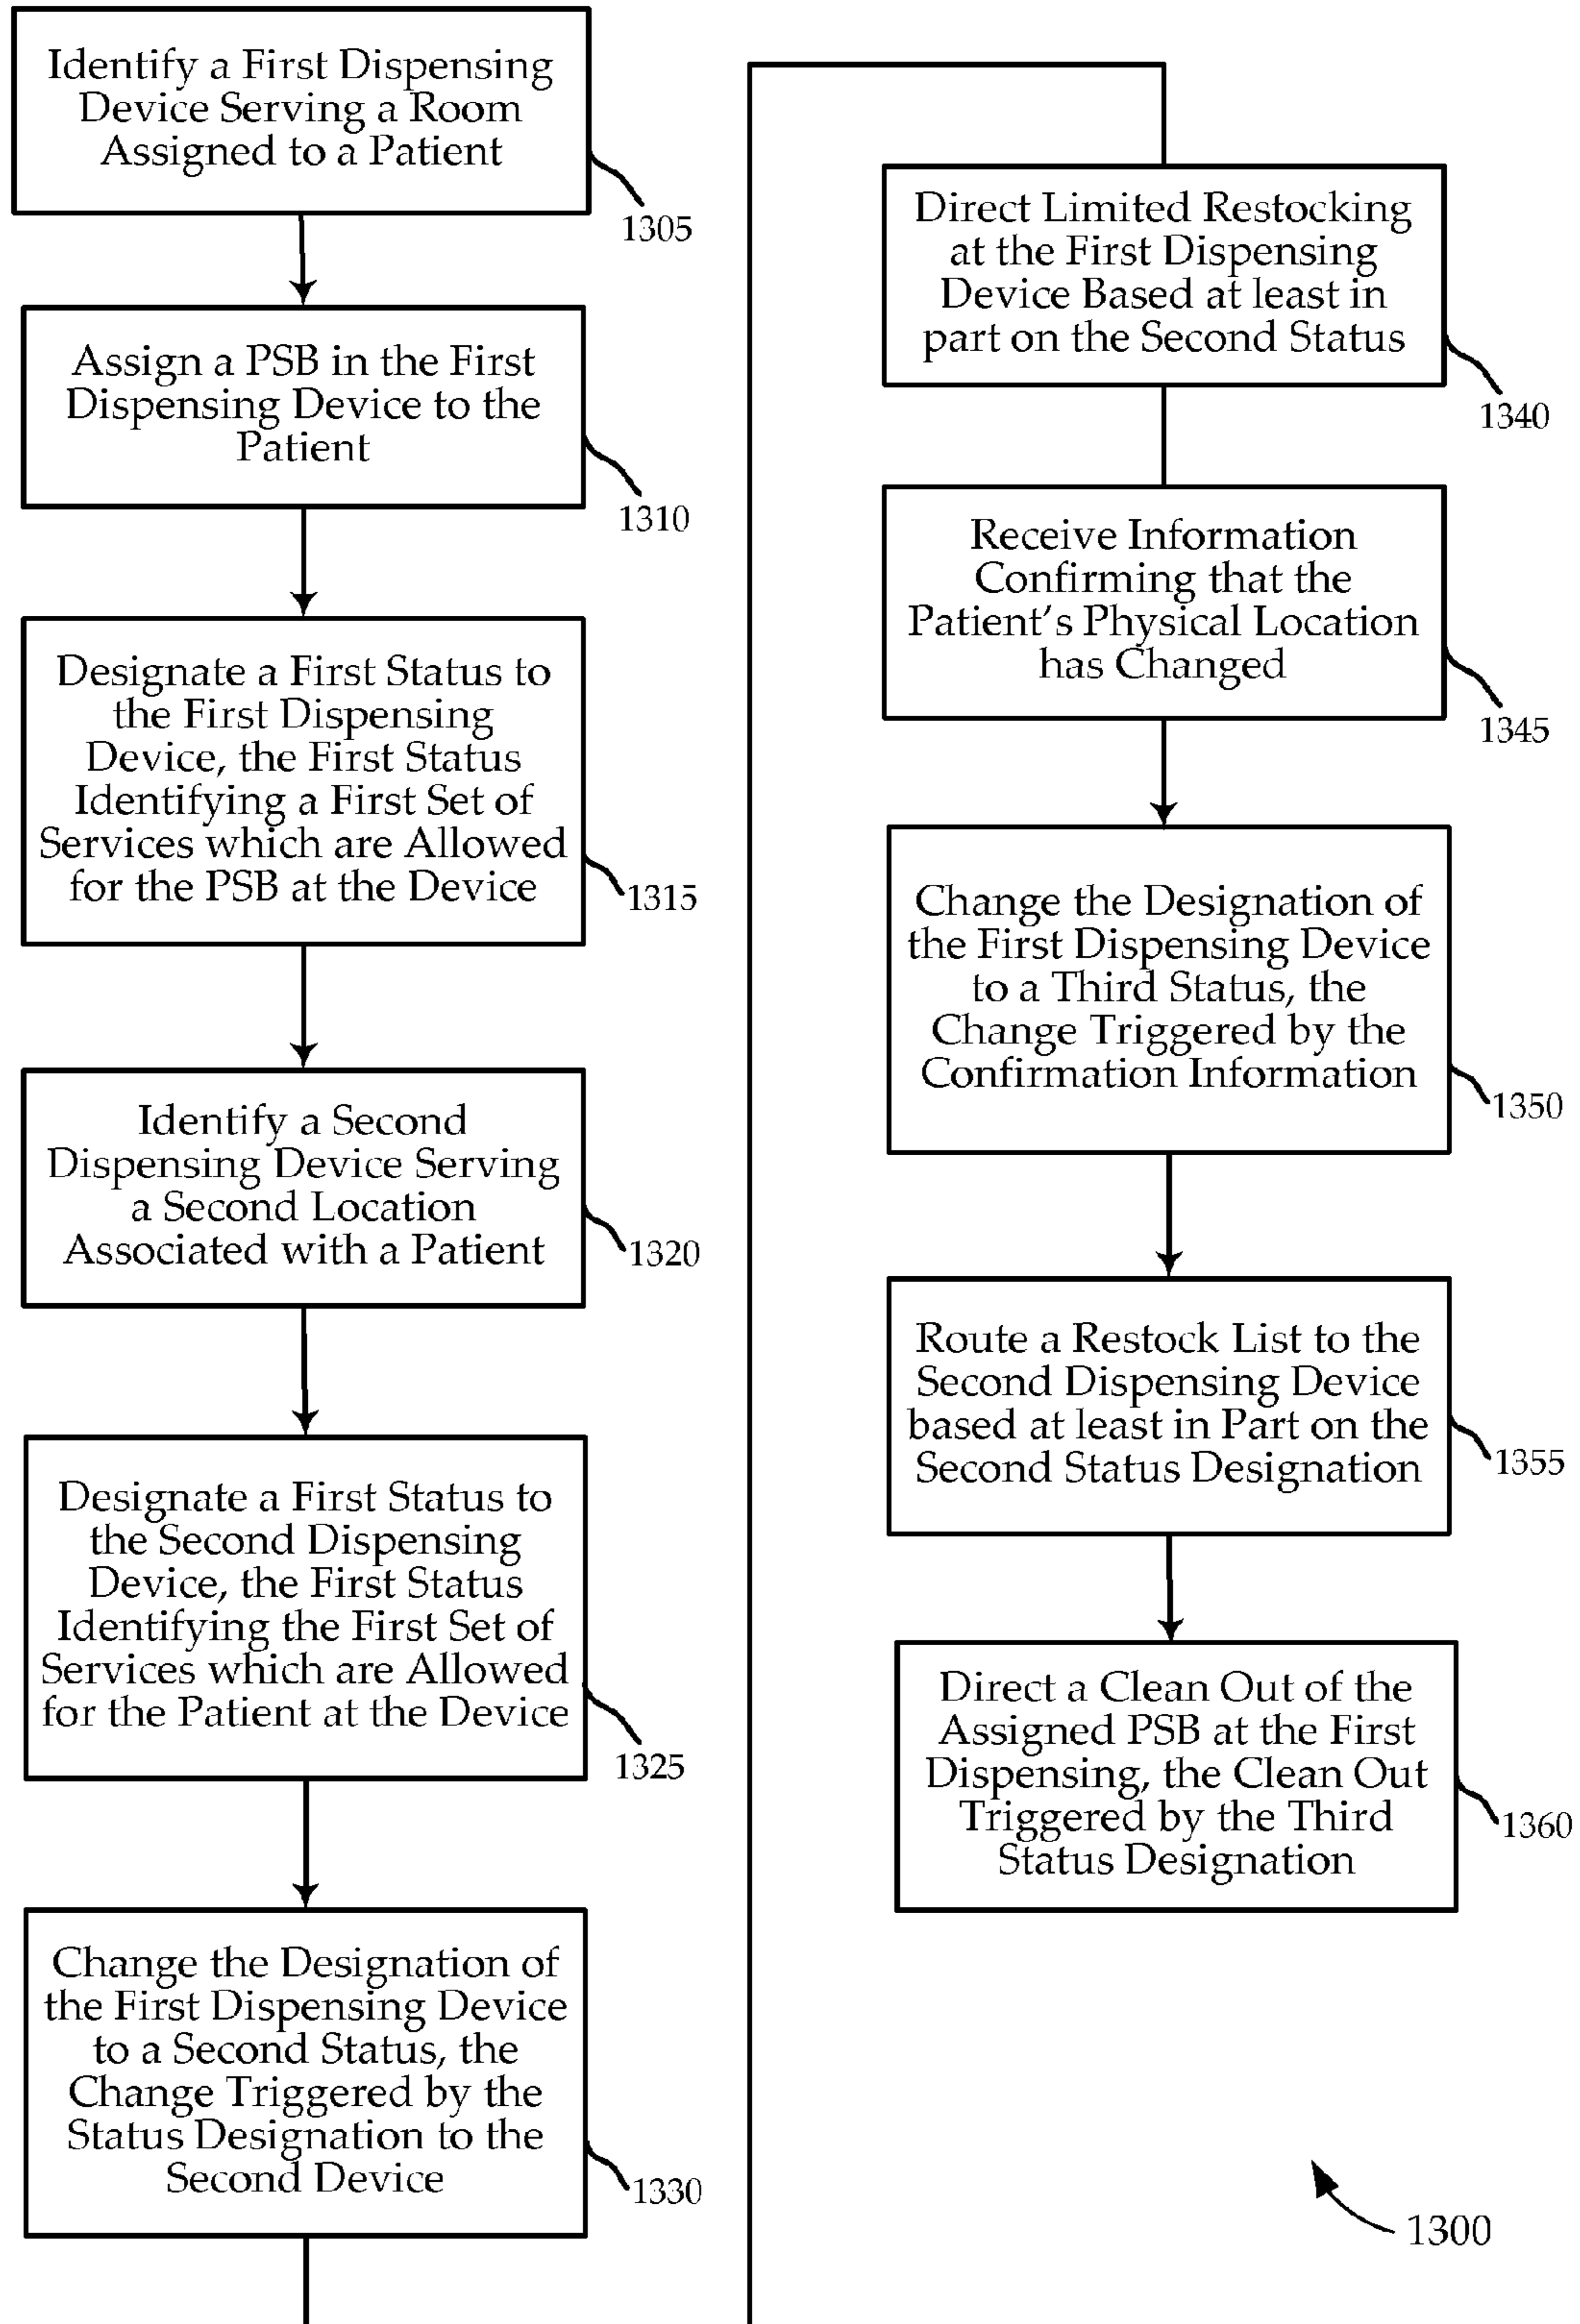 Identify a First Dispensing
Device Serving a Room
Assigned to a Patient
1305
Assign a PSB in the First
Dispensing Device to the
Patient
1310
Designate a First Status to
the First Dispensing
Device, the First Status
Identifying a First Set of
Services which are Allowed
for the PSB at the Device
1315
Identify a Second
Dispensing Device Serving
a Second Location
Associated with a Patient
1320
Designate a First Status to
the Second Dispensing
Device, the First Status
Identifying the First Set of
Services which are Allowed
for the Patient at the Device
1325
Change the Designation of
the First Dispensing Device
to a Second Status, the
Change Triggered by the
Status Designation to the
Second Device
1330
Direct Limited Restocking
at the First Dispensing
Device Based at least in
part on the Second Status
1340
Receive Information
Confirming that the
Patient's Physical Location
has Changed
1345
Change the Designation of
the First Dispensing Device
to a Third Status, the
Change Triggered by the
Confirmation Information
1350
Route a Restock List to the
Second Dispensing Device
based at least in Part on the
Second Status Designation
1355
Direct a Clean Out of the
Assigned PSB at the First
Dispensing, the Clean Out
Triggered by the Third
Status Designation
1360
1300